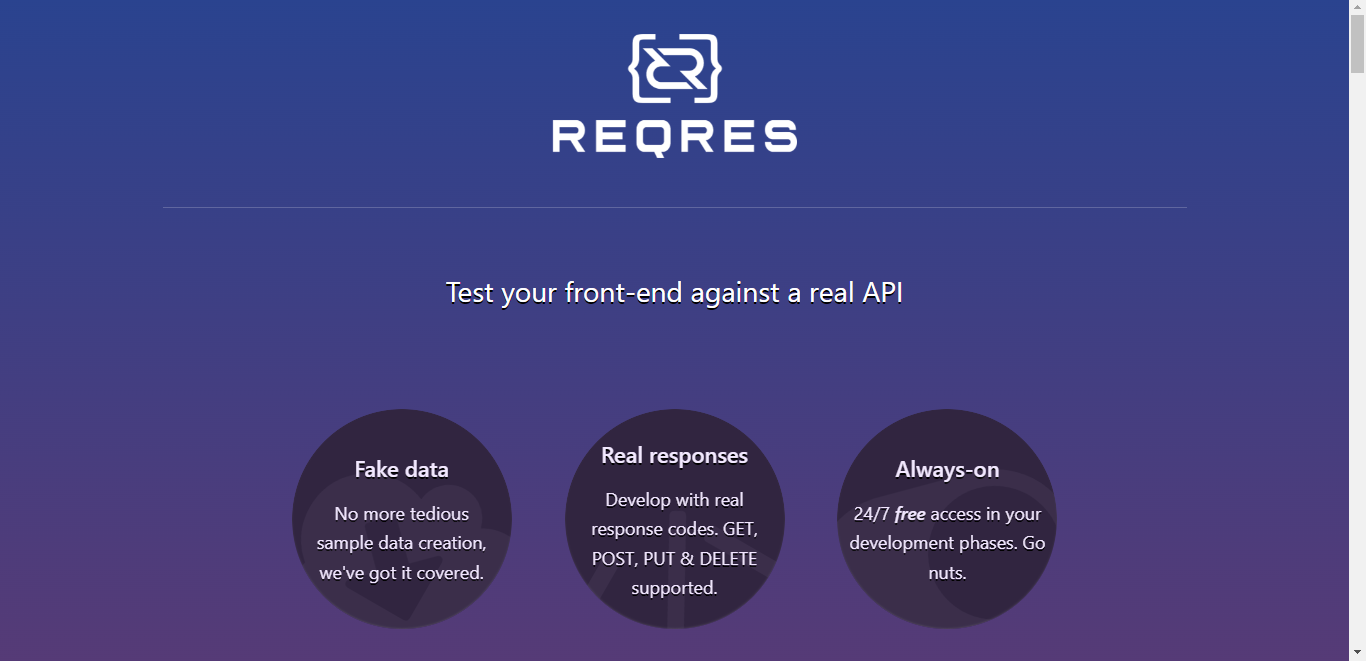 REQRES
Test your front-end against a real API
Fake data
No more tedious
sample data creation,
we've got it covered.
Real responses
Develop with real
response codes. GET,
POST, PUT & DELETE
supported.
Always-on
24/7 free access in your
development phases. Go
nuts.